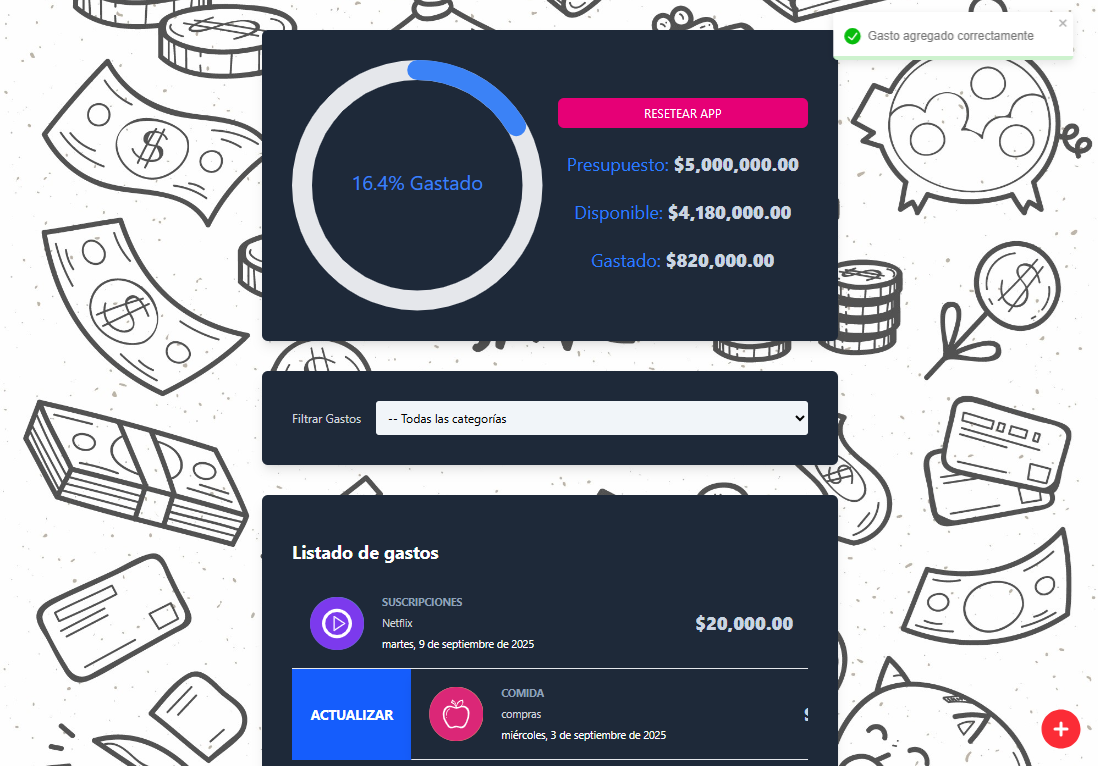 Gasto agregado correctamente
16.4% Gastado
RESETEAR APP
Presupuesto: $5,000,000.00
Disponible: $4,180,000.00
Gastado: $820,000.00
Filtrar Gastos
-- Todas las categorías
Listado de gastos
SUSCRIPCIONES
Netflix
martes, 9 de septiembre de 2025
$20,000.00
ACTUALIZAR
COMIDA
compras
miércoles, 3 de septiembre de 2025